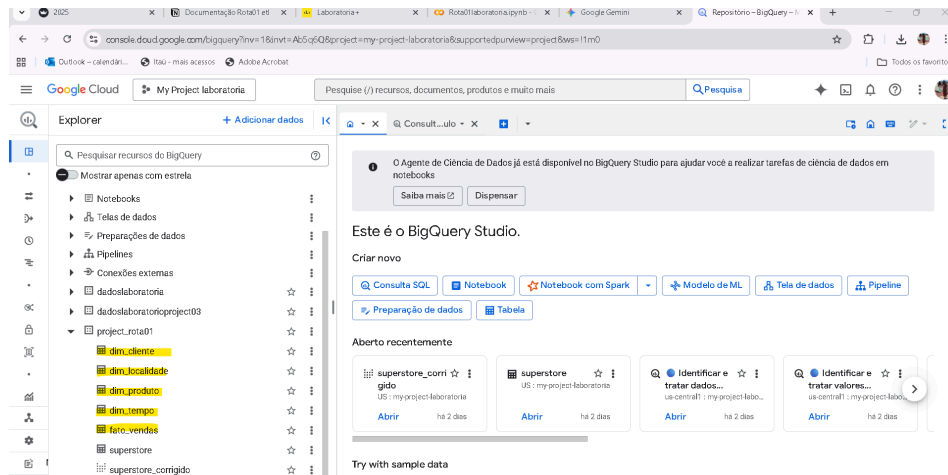 2025
Documentação Rota01 etl
Laboratoria+
Rota01laboratoria.ipynb -
Google Gemini
Repositório – BigQuery –
console.cloud.google.com/bigquery?inv=1&invt=Ab5q6Q&project=my-project-laboratoria&supportedpurview=project&ws=!1m0
Outlook – calendári...
Itaú - mais acessos
Adobe Acrobat
Todos os favorito
Google Cloud
My Project laboratoria
Pesquise (/) recursos, documentos, produtos e muito mais
Pesquisa
Explorer
+ Adicionar dados
Consult...ulo
Pesquisar recursos do BigQuery
Mostrar apenas com estrela
Notebooks
Telas de dados
Preparações de dados
Pipelines
Conexões externas
dadoslaboratoria
dadoslaboratorioproject03
project_rota01
dim_cliente
dim_localidade
dim_produto
dim_tempo
fato_vendas
superstore
superstore_corrigido
O Agente de Ciência de Dados já está disponível no BigQuery Studio para ajudar você a realizar tarefas de ciência de dados em
notebooks
Saiba mais
Dispensar
Este é o BigQuery Studio.
Criar novo
Consulta SQL
Notebook
Notebook com Spark
Modelo de ML
Tela de dados
Pipeline
Preparação de dados
Tabela
Aberto recentemente
superstore_corri
gido
US : my-project-laboratoria
Abrir
há 2 dias
superstore
US : my-project-laboratoria
Abrir
há 2 dias
Identificar e
tratar dados...
us-central1 : my-project-labo...
Abrir
há 2 dias
Identificar e
tratar valores...
us-central1 : my-project-labo...
Abrir
há 2 dias
Try with sample data